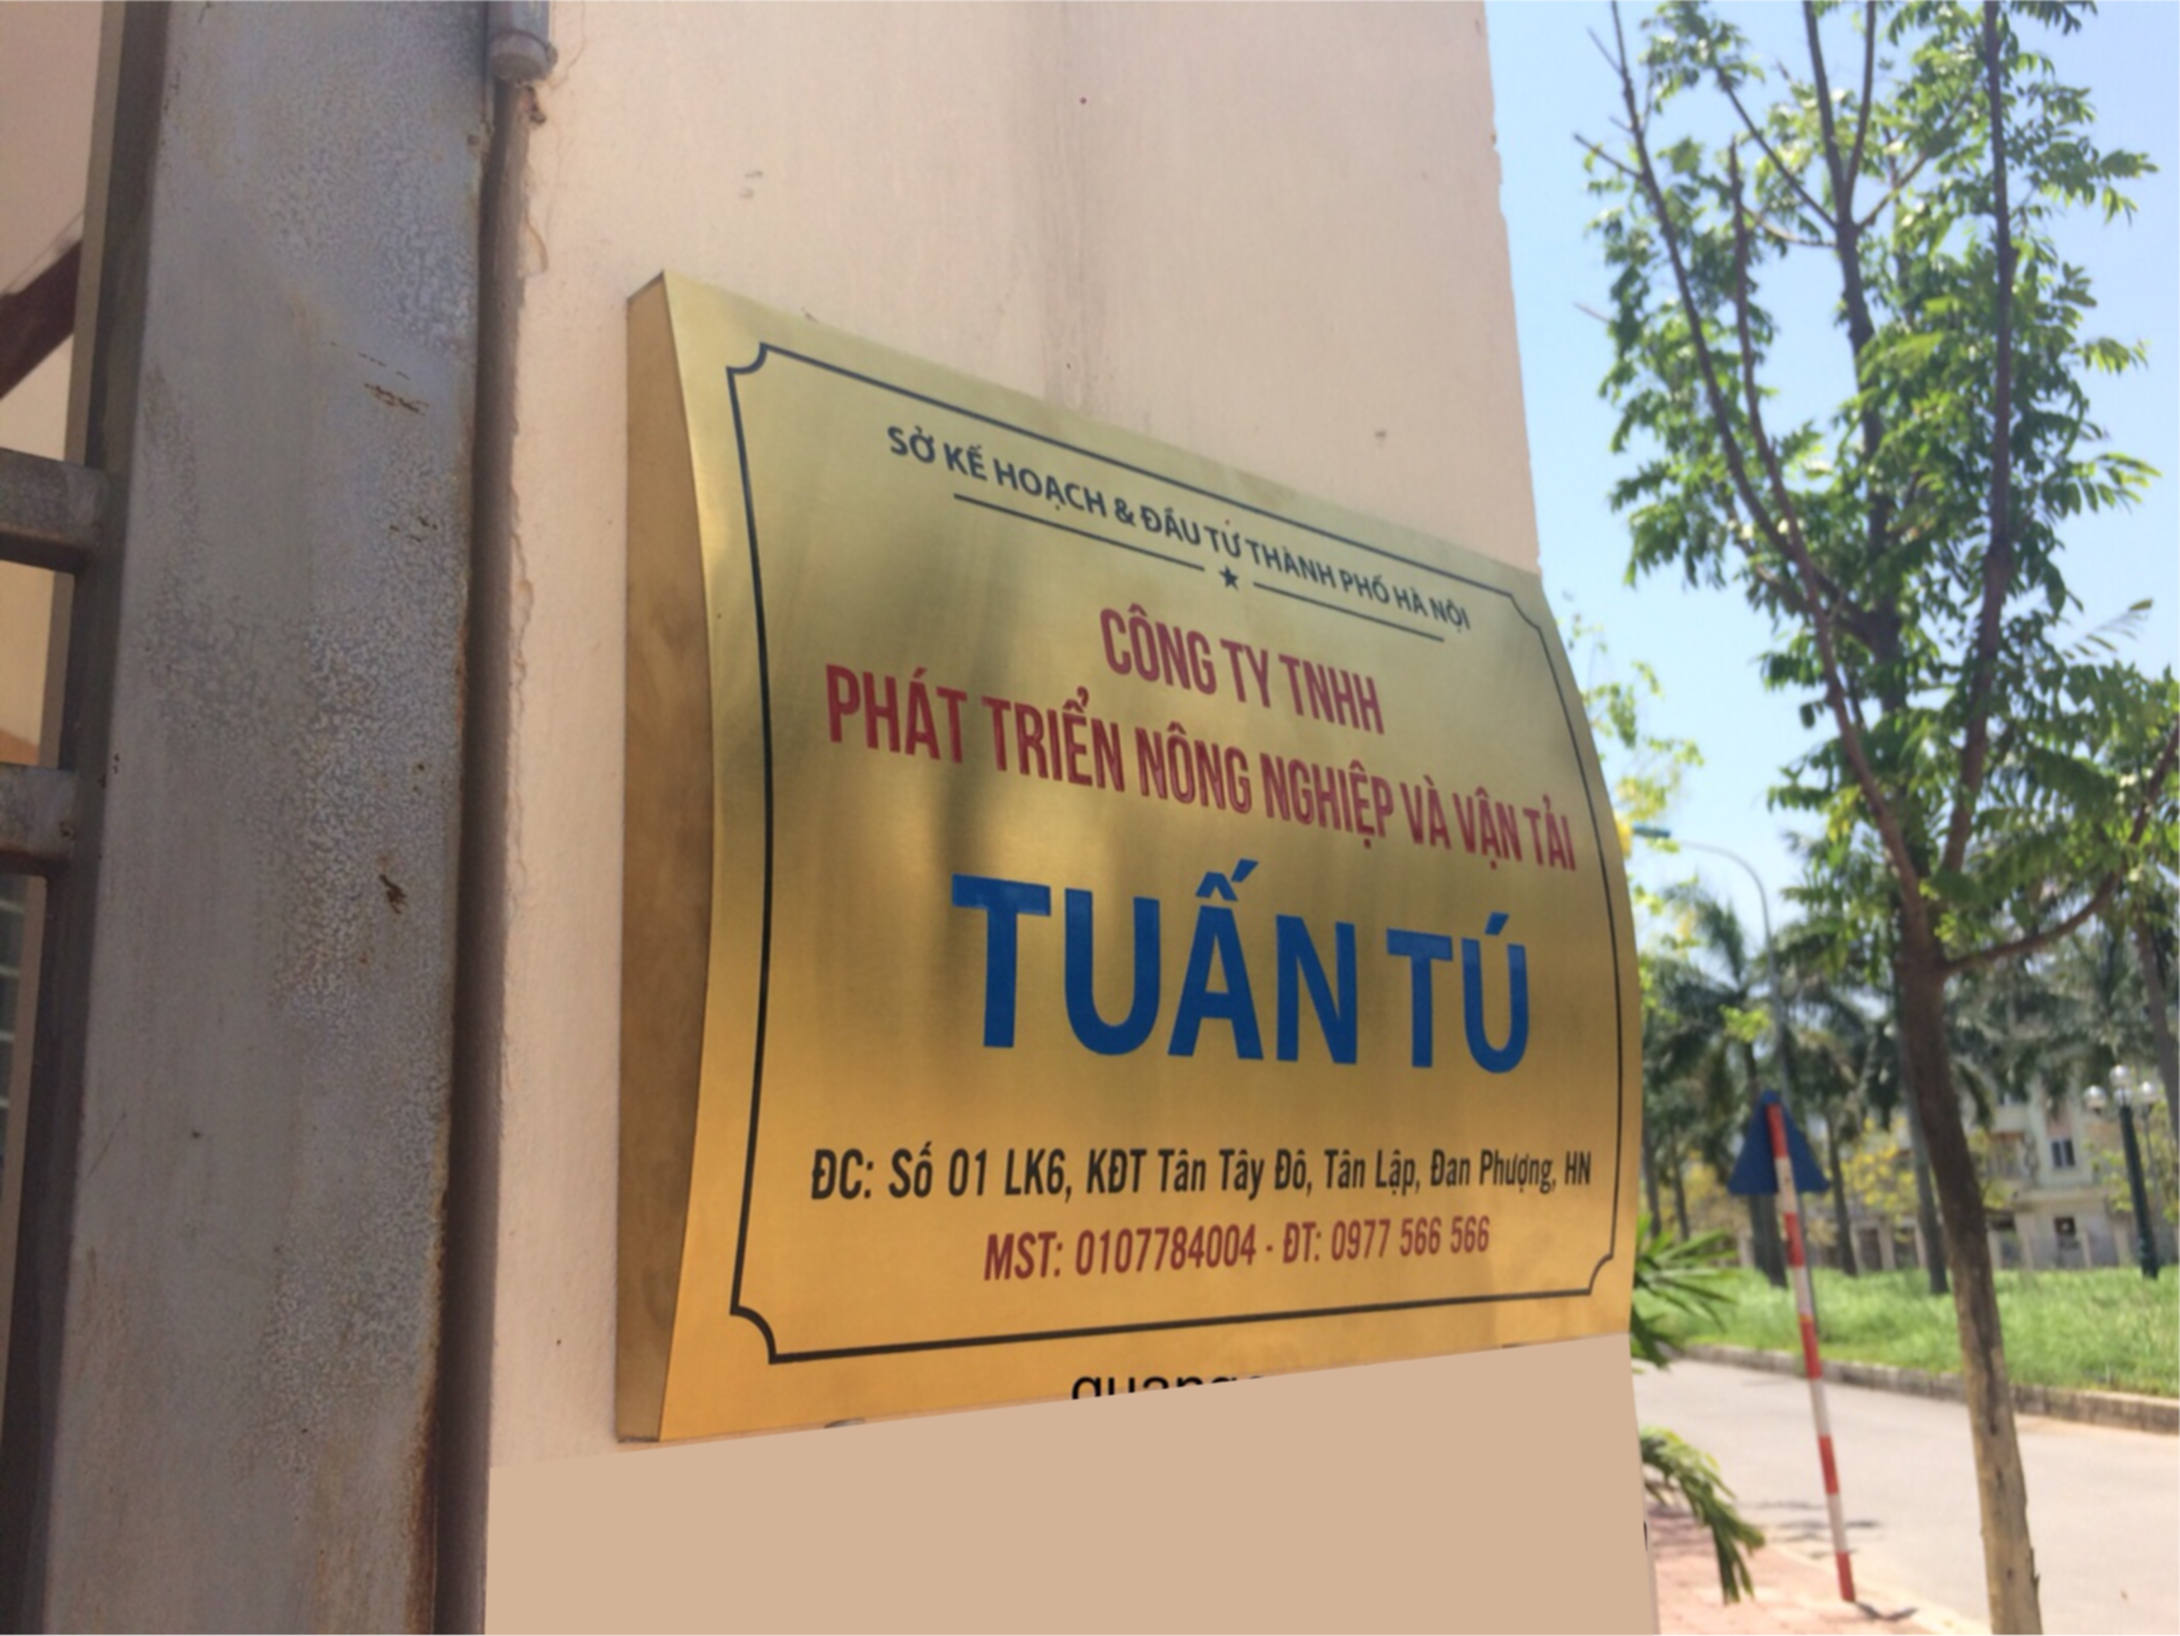 SỞ KẾ HOẠCH & ĐẦU TƯ THÀNH PHỐ HÀ NỘI
CÔNG TY TNHH
PHÁT TRIỂN NÔNG NGHIỆP VÀ VẬN TẢI
TUẤN TÚ
ĐC: Số 01 LK6, KĐT Tân Tây Đô, Tân Lập, Đan Phượng, HN
MST: 0107784004 - ĐT: 0977 566 566